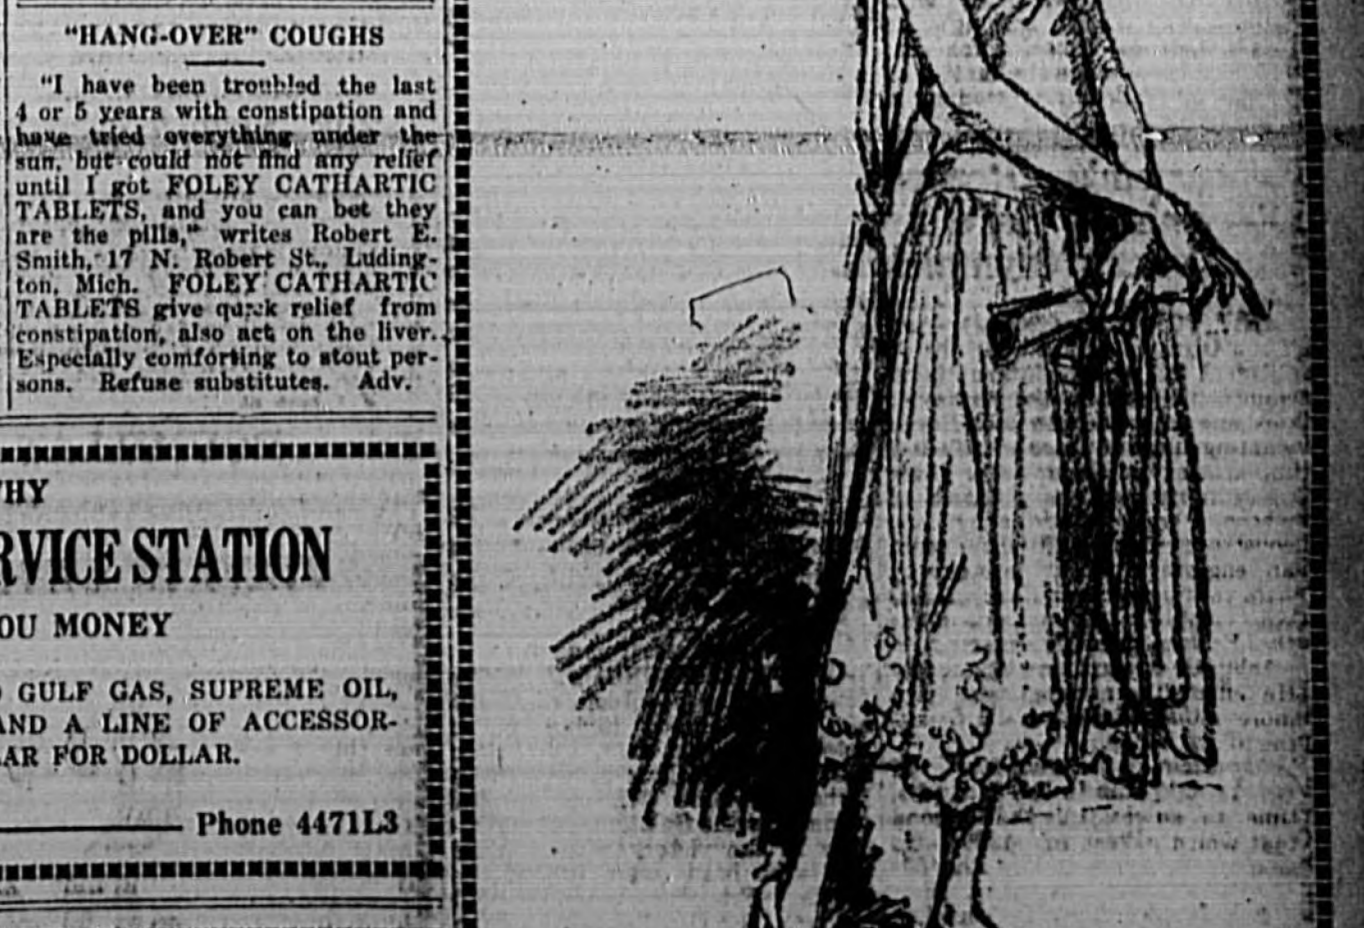 "HANG-OVER" COUGHS
"I have been troubled the last
4 or 5 years with constipation and
have tried everything under the
sun, but could not find any relief
until I got FOLEY CATHARTIC
TABLETS, and you can bet they
are the pills," writes Robert E.
Smith, 17 N. Robert St., Luding-
ton, Mich. FOLEY CATHARTIC
TABLETS give quick relief from
constipation, also act on the liver.
Especially comforting to stout per-
sons. Refuse substitutes. Adv.
HY
RVICE STATION
OU MONEY
GULF GAS, SUPREME OIL,
AND A LINE OF ACCESSOR-
AR FOR DOLLAR.
Phone 4471L3